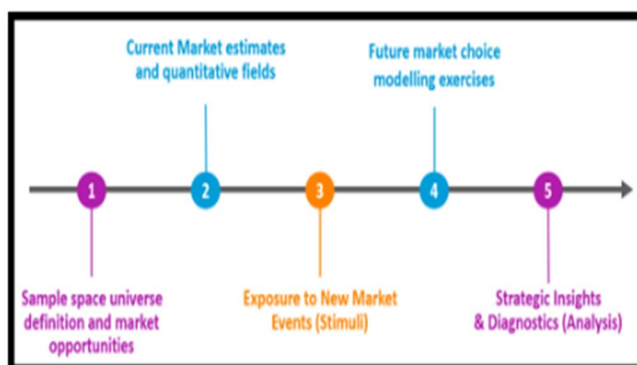 Current Market estimates
and quantitative fields
Future market choice
modelling exercises
1
2
3
4
5
Sample space universe
definition and market
opportunities
Exposure to New Market
Events (Stimuli)
Strategic Insights
& Diagnostics (Analysis)